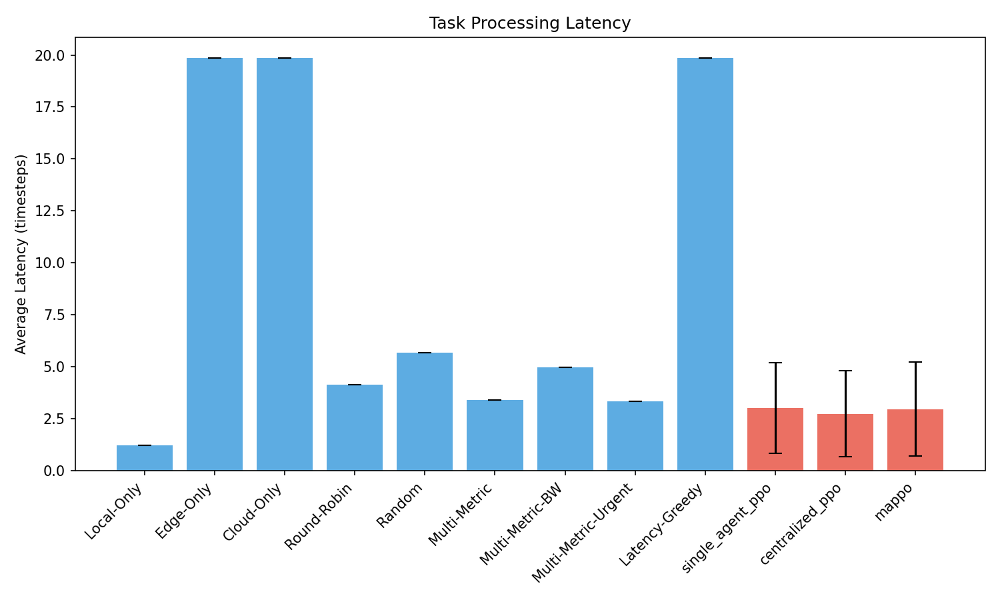 Task Processing Latency
Average Latency (timesteps)
20.0
17.5
15.0
12.5
10.0
7.5
5.0
2.5
0.0
Local-Only
Edge-Only
Cloud-Only
Round-Robin
Random
Multi-Metric
Multi-Metric-BW
Multi-Metric-Urgent
Latency-Greedy
single_agent_ppo
centralized_ppo
mappo